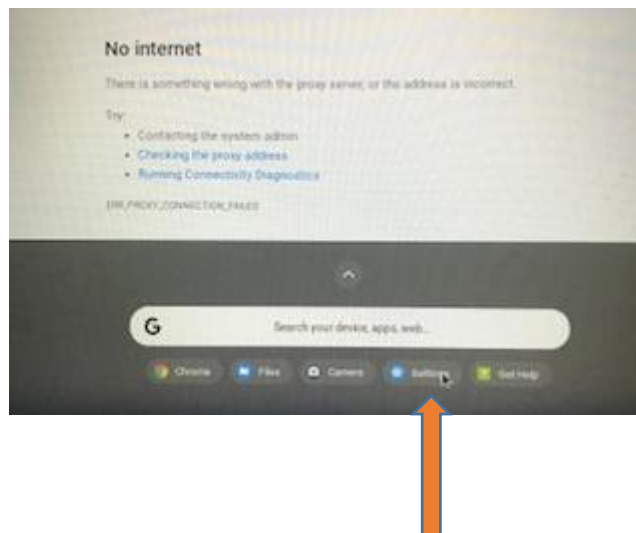 No internet
There is something wrong with the proxy server, or the address is incorrect.
Try:
Contacting the system admin
Checking the proxy address
Running Connectivity Diagnostics
ERR_PROXY_CONNECTION_FAILED
G
Search your device, apps, web...
Chrome Files Camera Settings Get Help